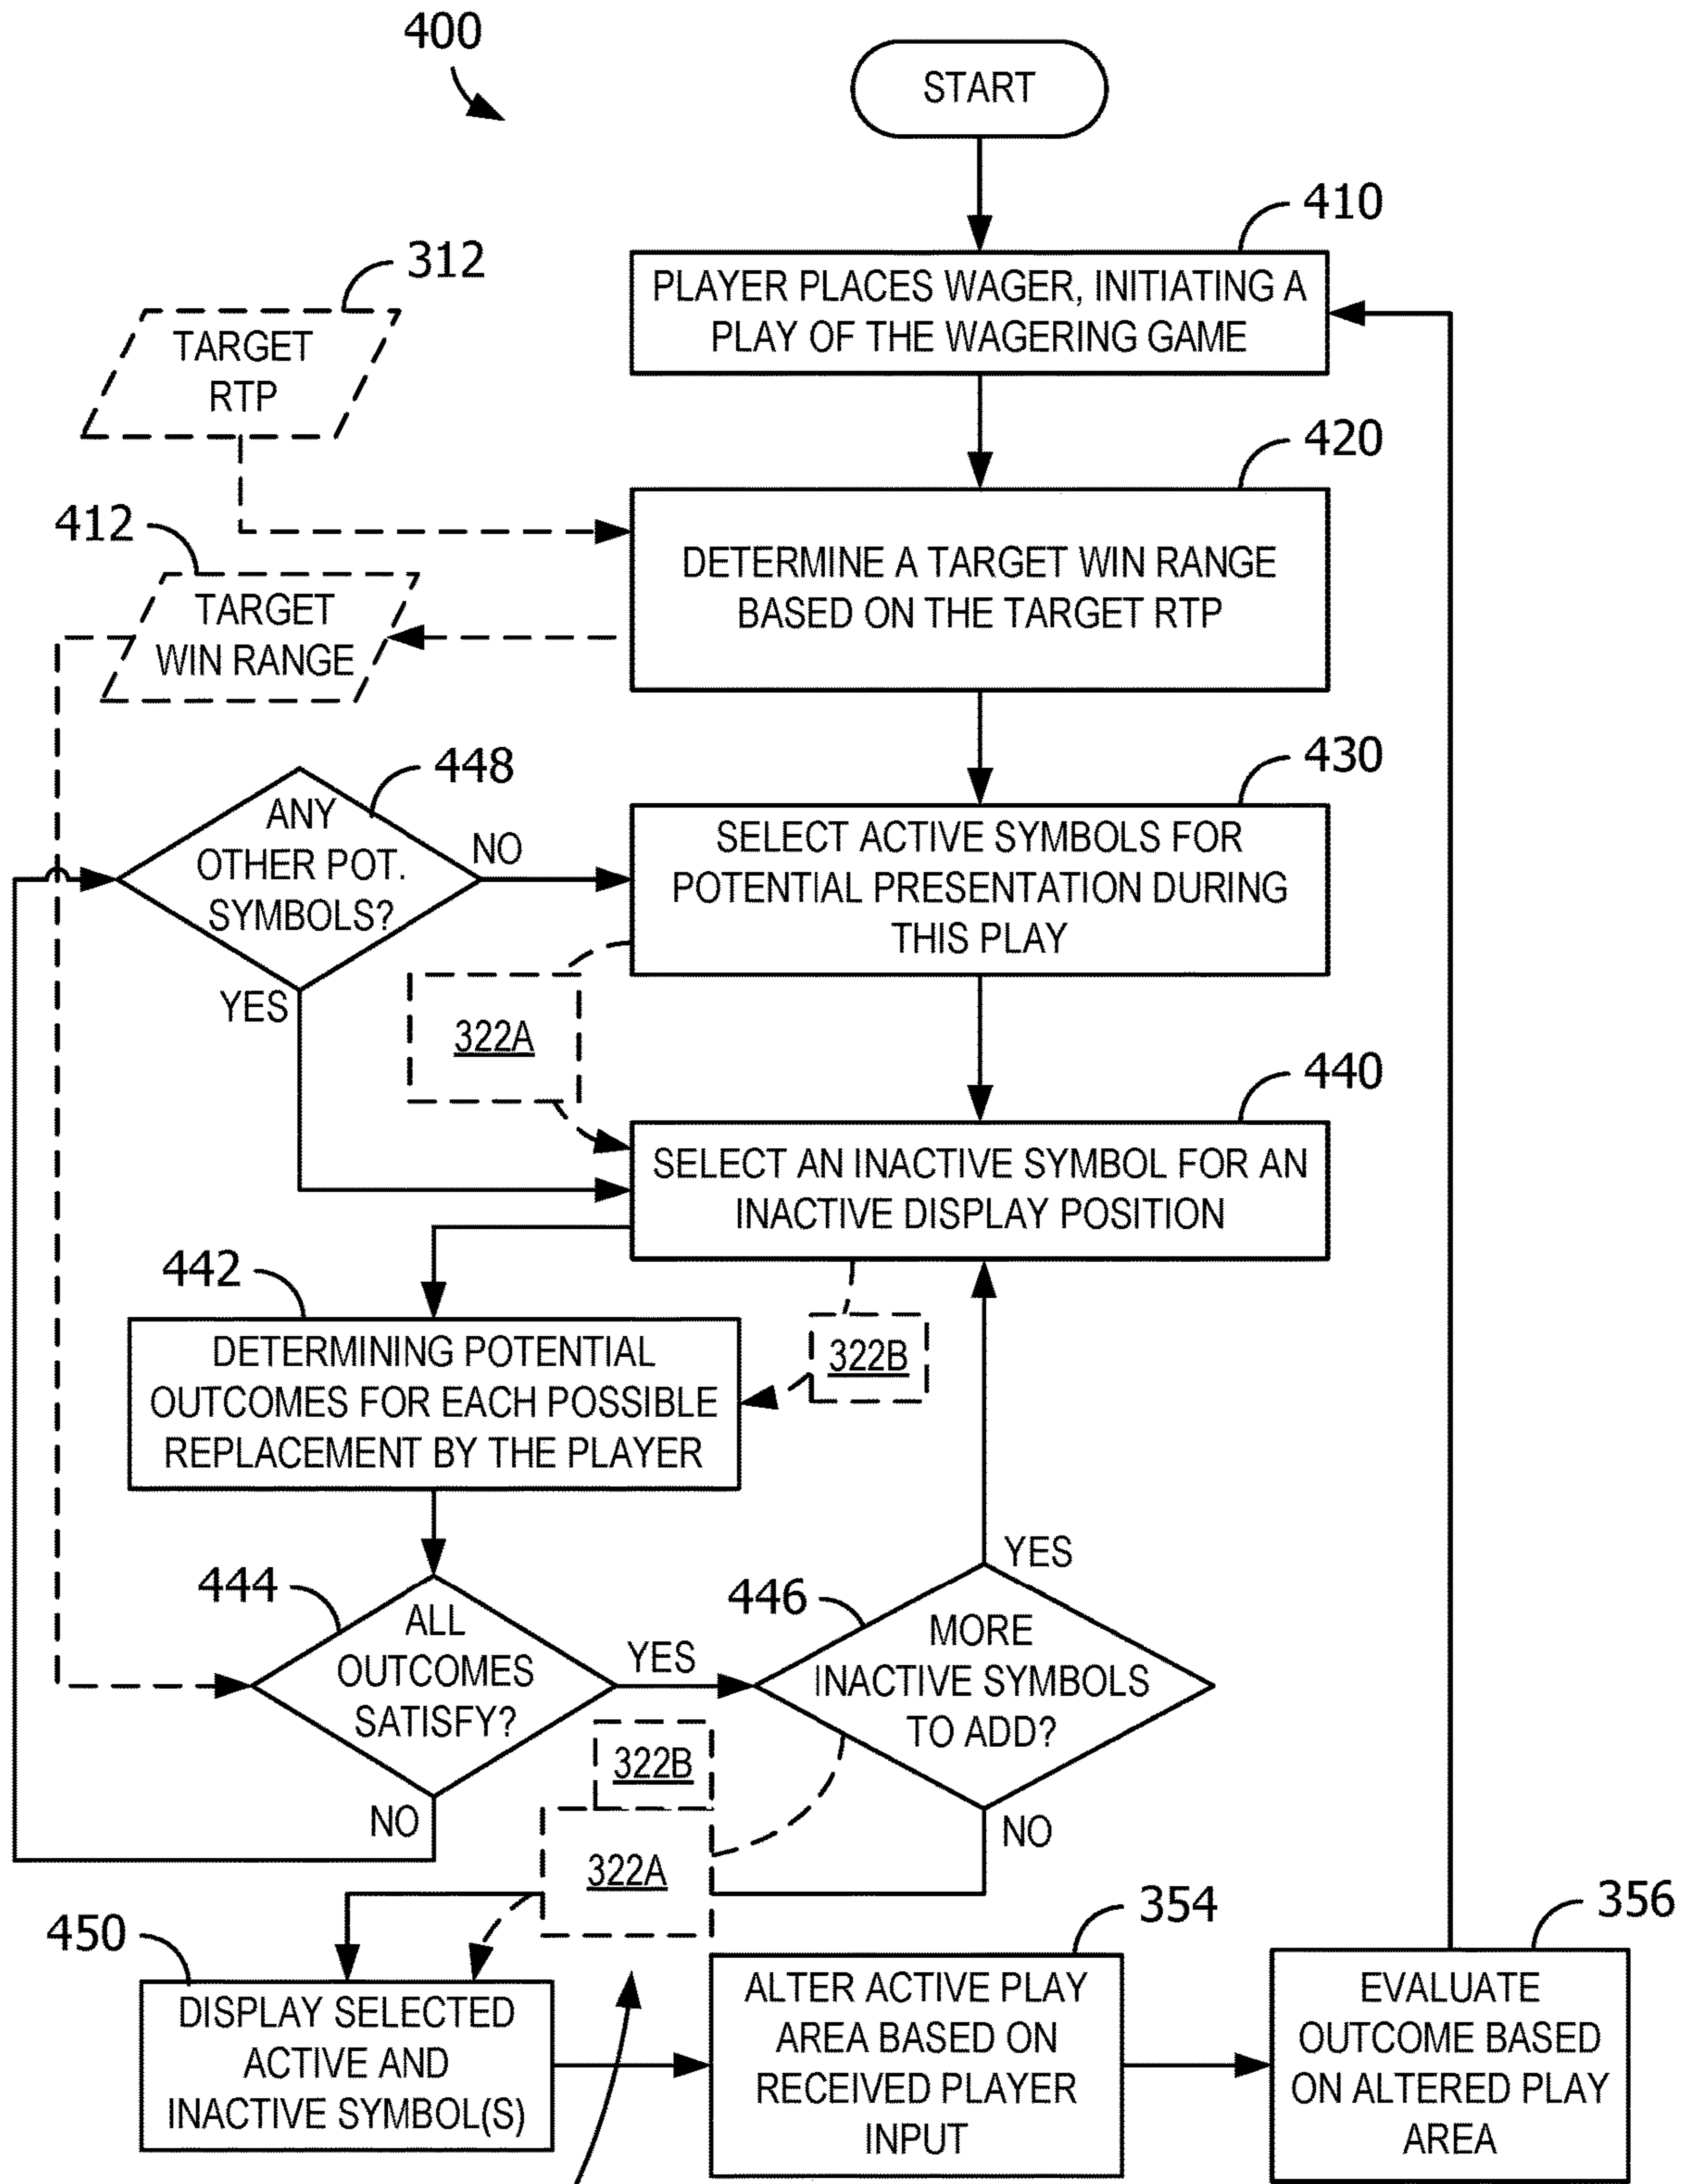 400
START
410
PLAYER PLACES WAGER, INITIATING A
PLAY OF THE WAGERING GAME
312
TARGET
RTP
420
DETERMINE A TARGET WIN RANGE
BASED ON THE TARGET RTP
412
TARGET
WIN RANGE
448
ANY
OTHER POT.
SYMBOLS?
NO
YES
430
SELECT ACTIVE SYMBOLS FOR
POTENTIAL PRESENTATION DURING
THIS PLAY
322A
440
SELECT AN INACTIVE SYMBOL FOR AN
INACTIVE DISPLAY POSITION
442
DETERMINING POTENTIAL
OUTCOMES FOR EACH POSSIBLE
REPLACEMENT BY THE PLAYER
322B
444
ALL
OUTCOMES
SATISFY?
YES
NO
446
MORE
INACTIVE SYMBOLS
TO ADD?
YES
NO
322B
322A
450
DISPLAY SELECTED
ACTIVE AND
INACTIVE SYMBOL(S)
354
ALTER ACTIVE PLAY
AREA BASED ON
RECEIVED PLAYER
INPUT
356
EVALUATE
OUTCOME BASED
ON ALTERED PLAY
AREA